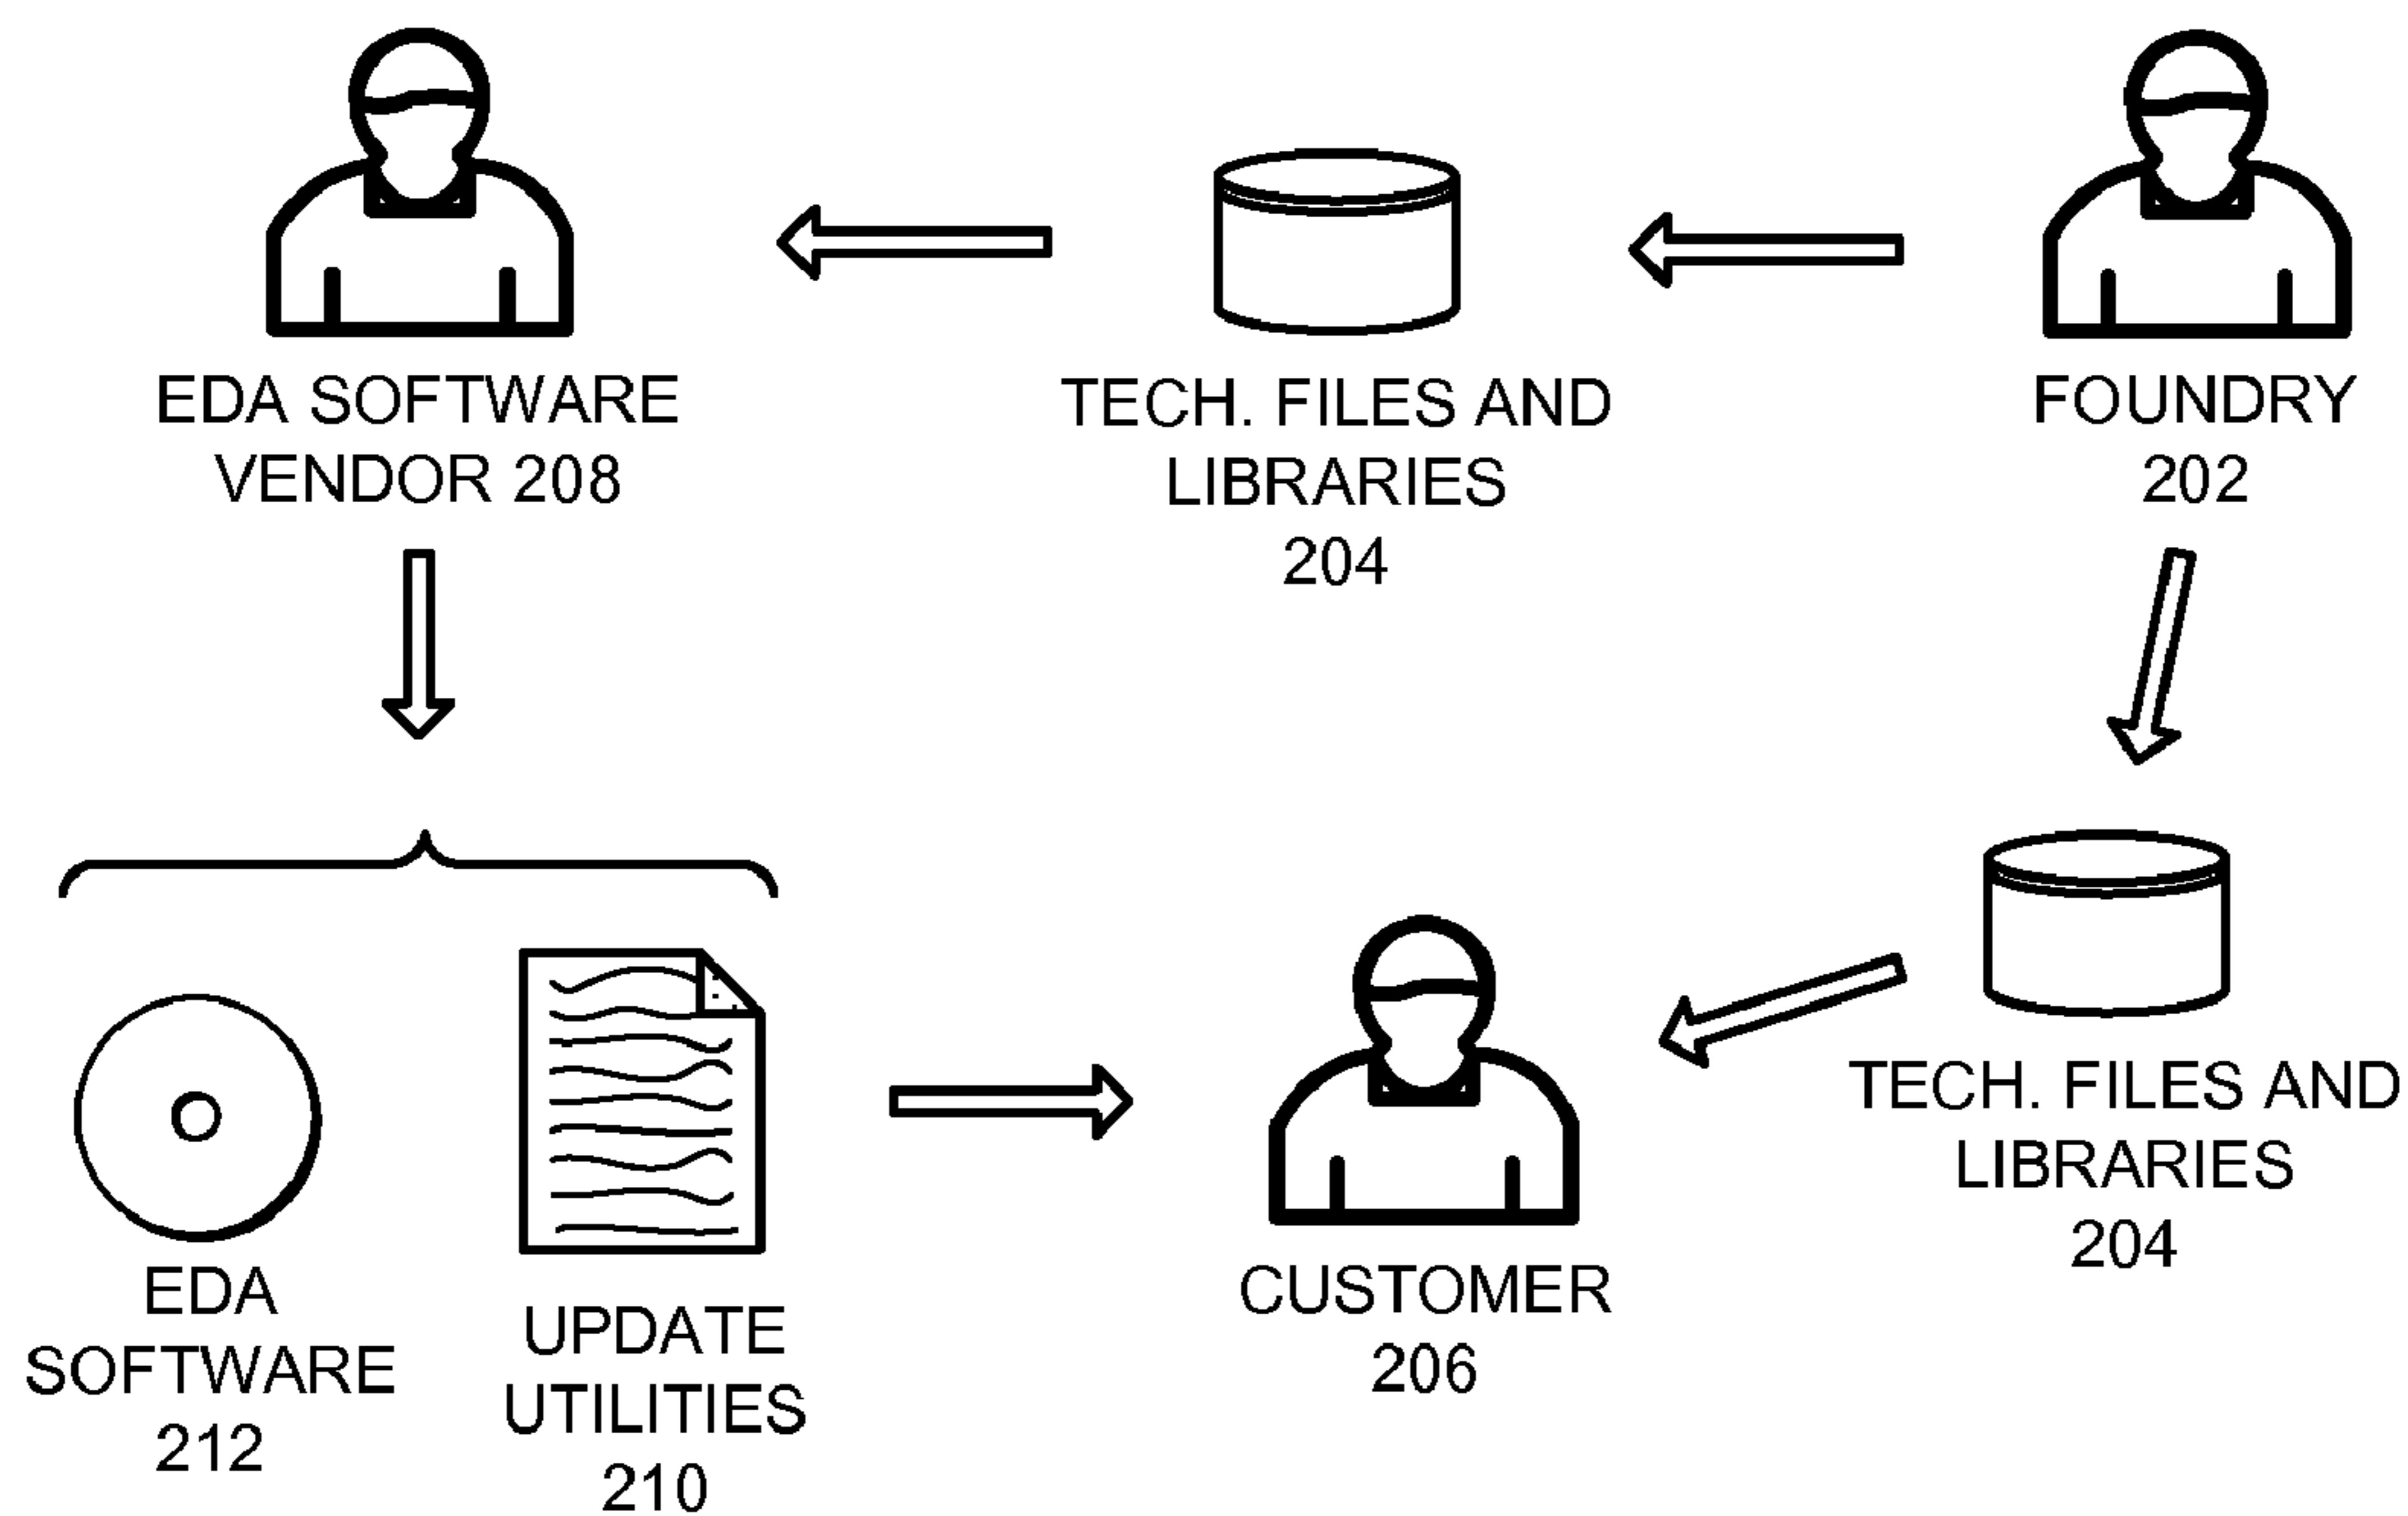 EDA SOFTWARE
VENDOR 208
TECH. FILES AND
LIBRARIES
204
FOUNDRY
202
EDA
SOFTWARE
212
UPDATE
UTILITIES
210
CUSTOMER
206
TECH. FILES AND
LIBRARIES
204